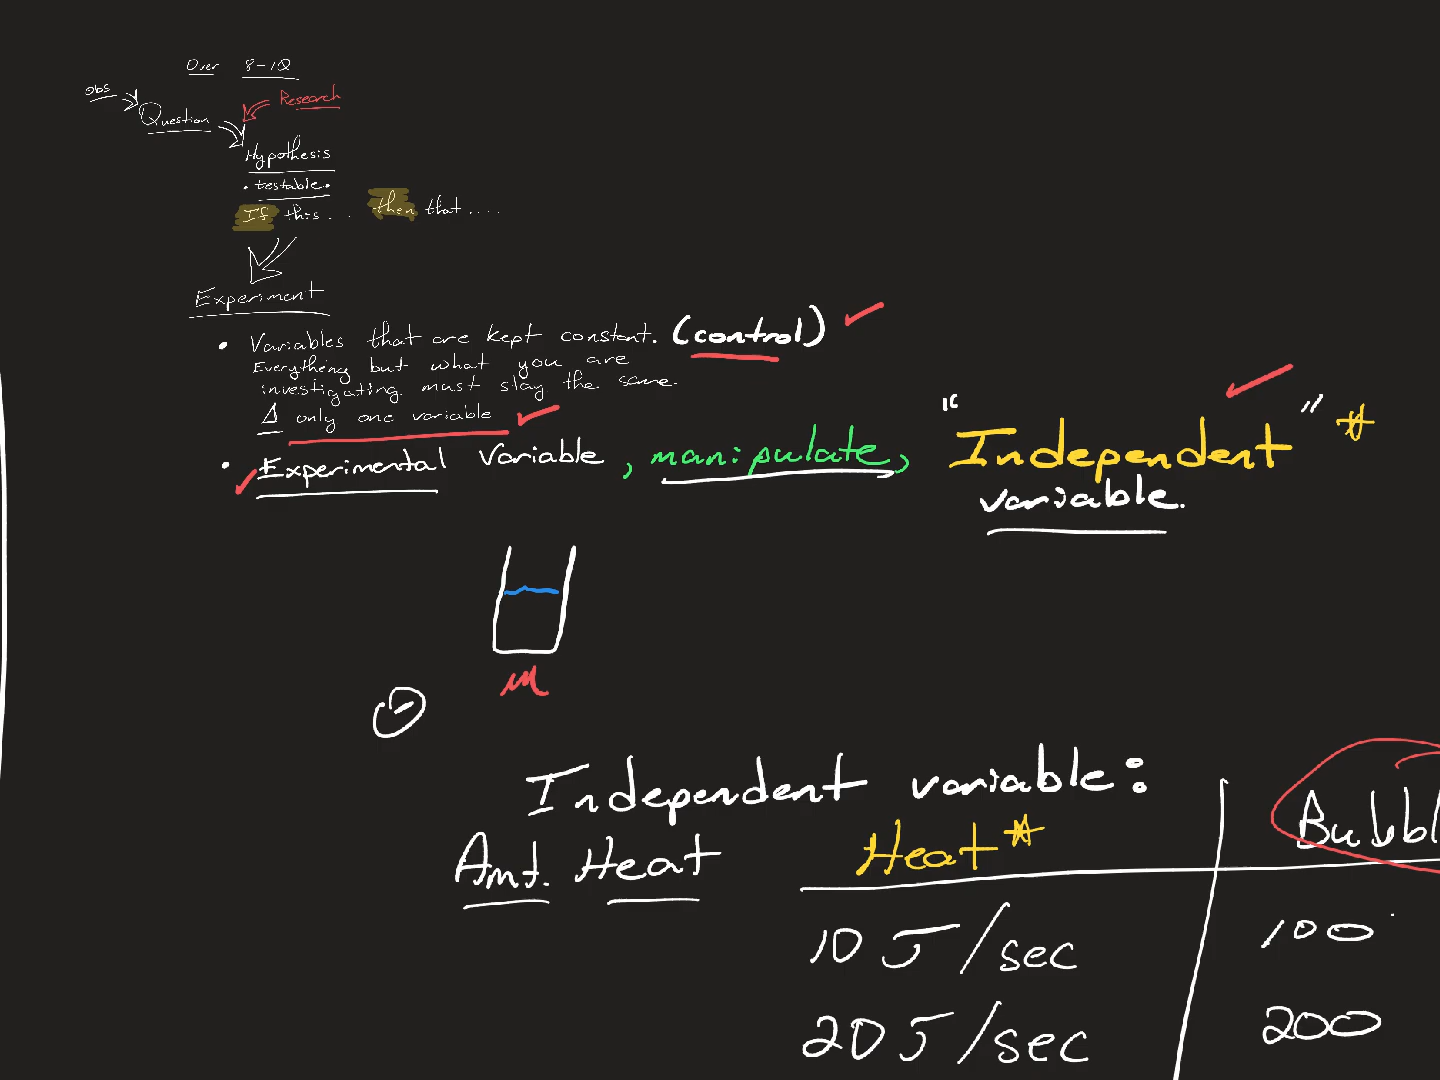 Over 8-10
obs
Research
Question
Hypothesis
• testable •
If this... then that....
Experiment
• Variables that are kept constant. (control)
Everything but what you are
investigating must stay the same.
Δ only one variable
• Experimental variable, manipulate, "Independent" *
variable.
Independent variable:
Amt. Heat
Heat* Bubbl
10 J/sec 100
20 J/sec 200